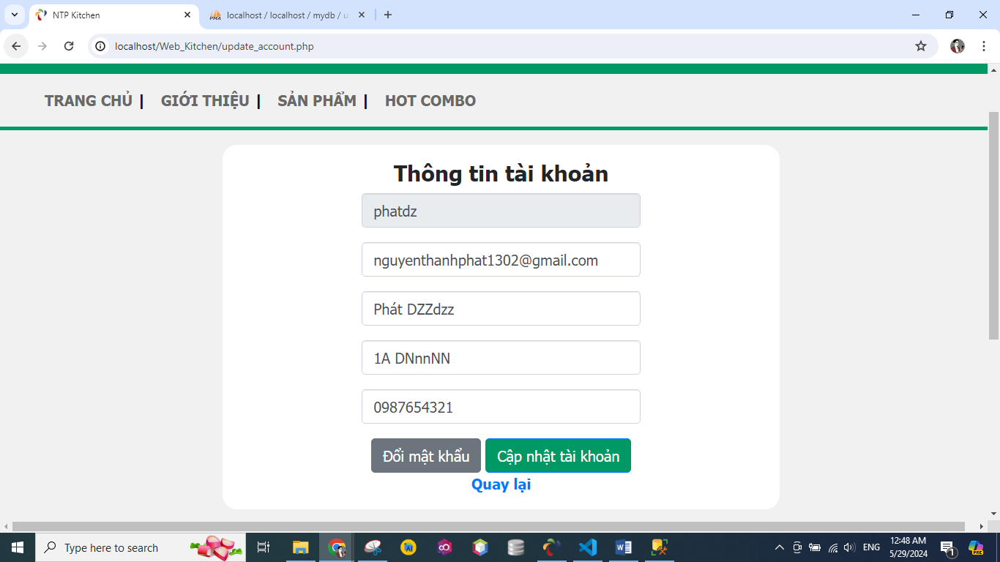 NTP Kitchen
localhost / localhost / mydb / u
localhost/Web_Kitchen/update_account.php
TRANG CHỦ | GIỚI THIỆU | SẢN PHẨM | HOT COMBO
Thông tin tài khoản
phatdz
nguyenthanhphat1302@gmail.com
Phát DZZdzz
1A DNnnNN
0987654321
Đổi mật khẩu Cập nhật tài khoản
Quay lại
Type here to search
ENG
12:48 AM
5/29/2024
1
PRE